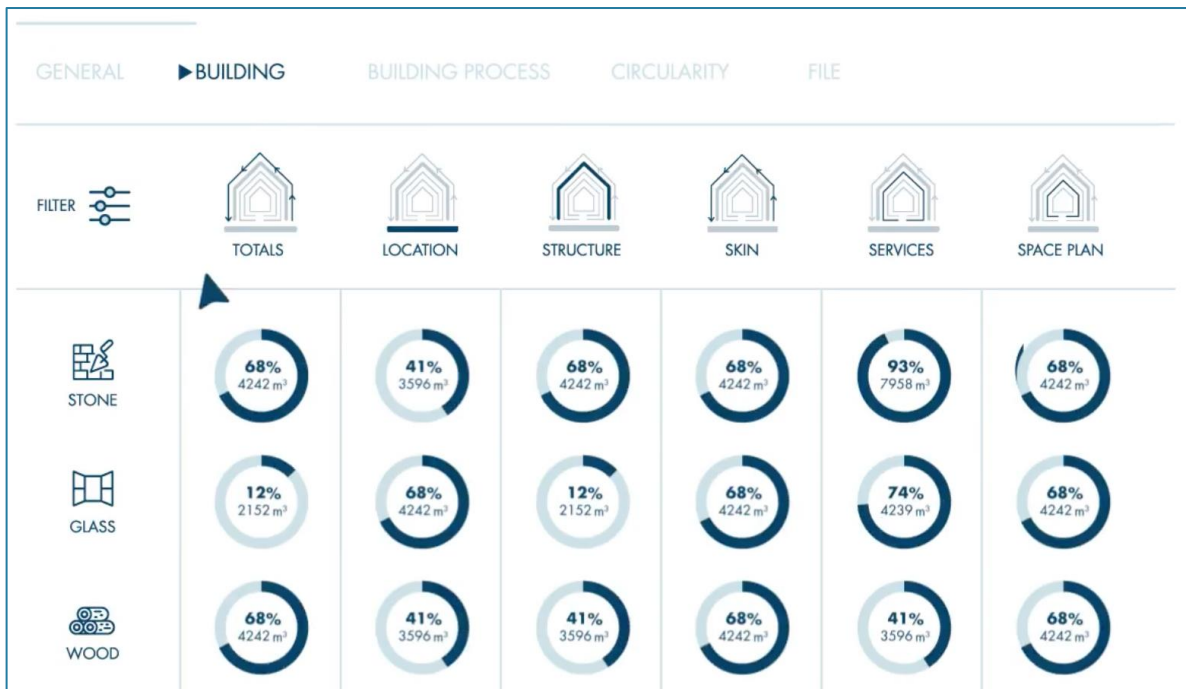 GENERAL ▶BUILDING BUILDING PROCESS CIRCULARITY FILE
FILTER
TOTALS LOCATION STRUCTURE SKIN SERVICES SPACE PLAN
68% 41% 68% 68% 93% 68%
4242 m³ 3596 m³ 4242 m³ 4242 m³ 7958 m³ 4242 m³
STONE
12% 68% 12% 68% 74% 68%
2152 m³ 4242 m³ 2152 m³ 4242 m³ 4239 m³ 4242 m³
GLASS
68% 41% 41% 68% 41% 68%
4242 m³ 3596 m³ 3596 m³ 4242 m³ 3596 m³ 4242 m³
WOOD